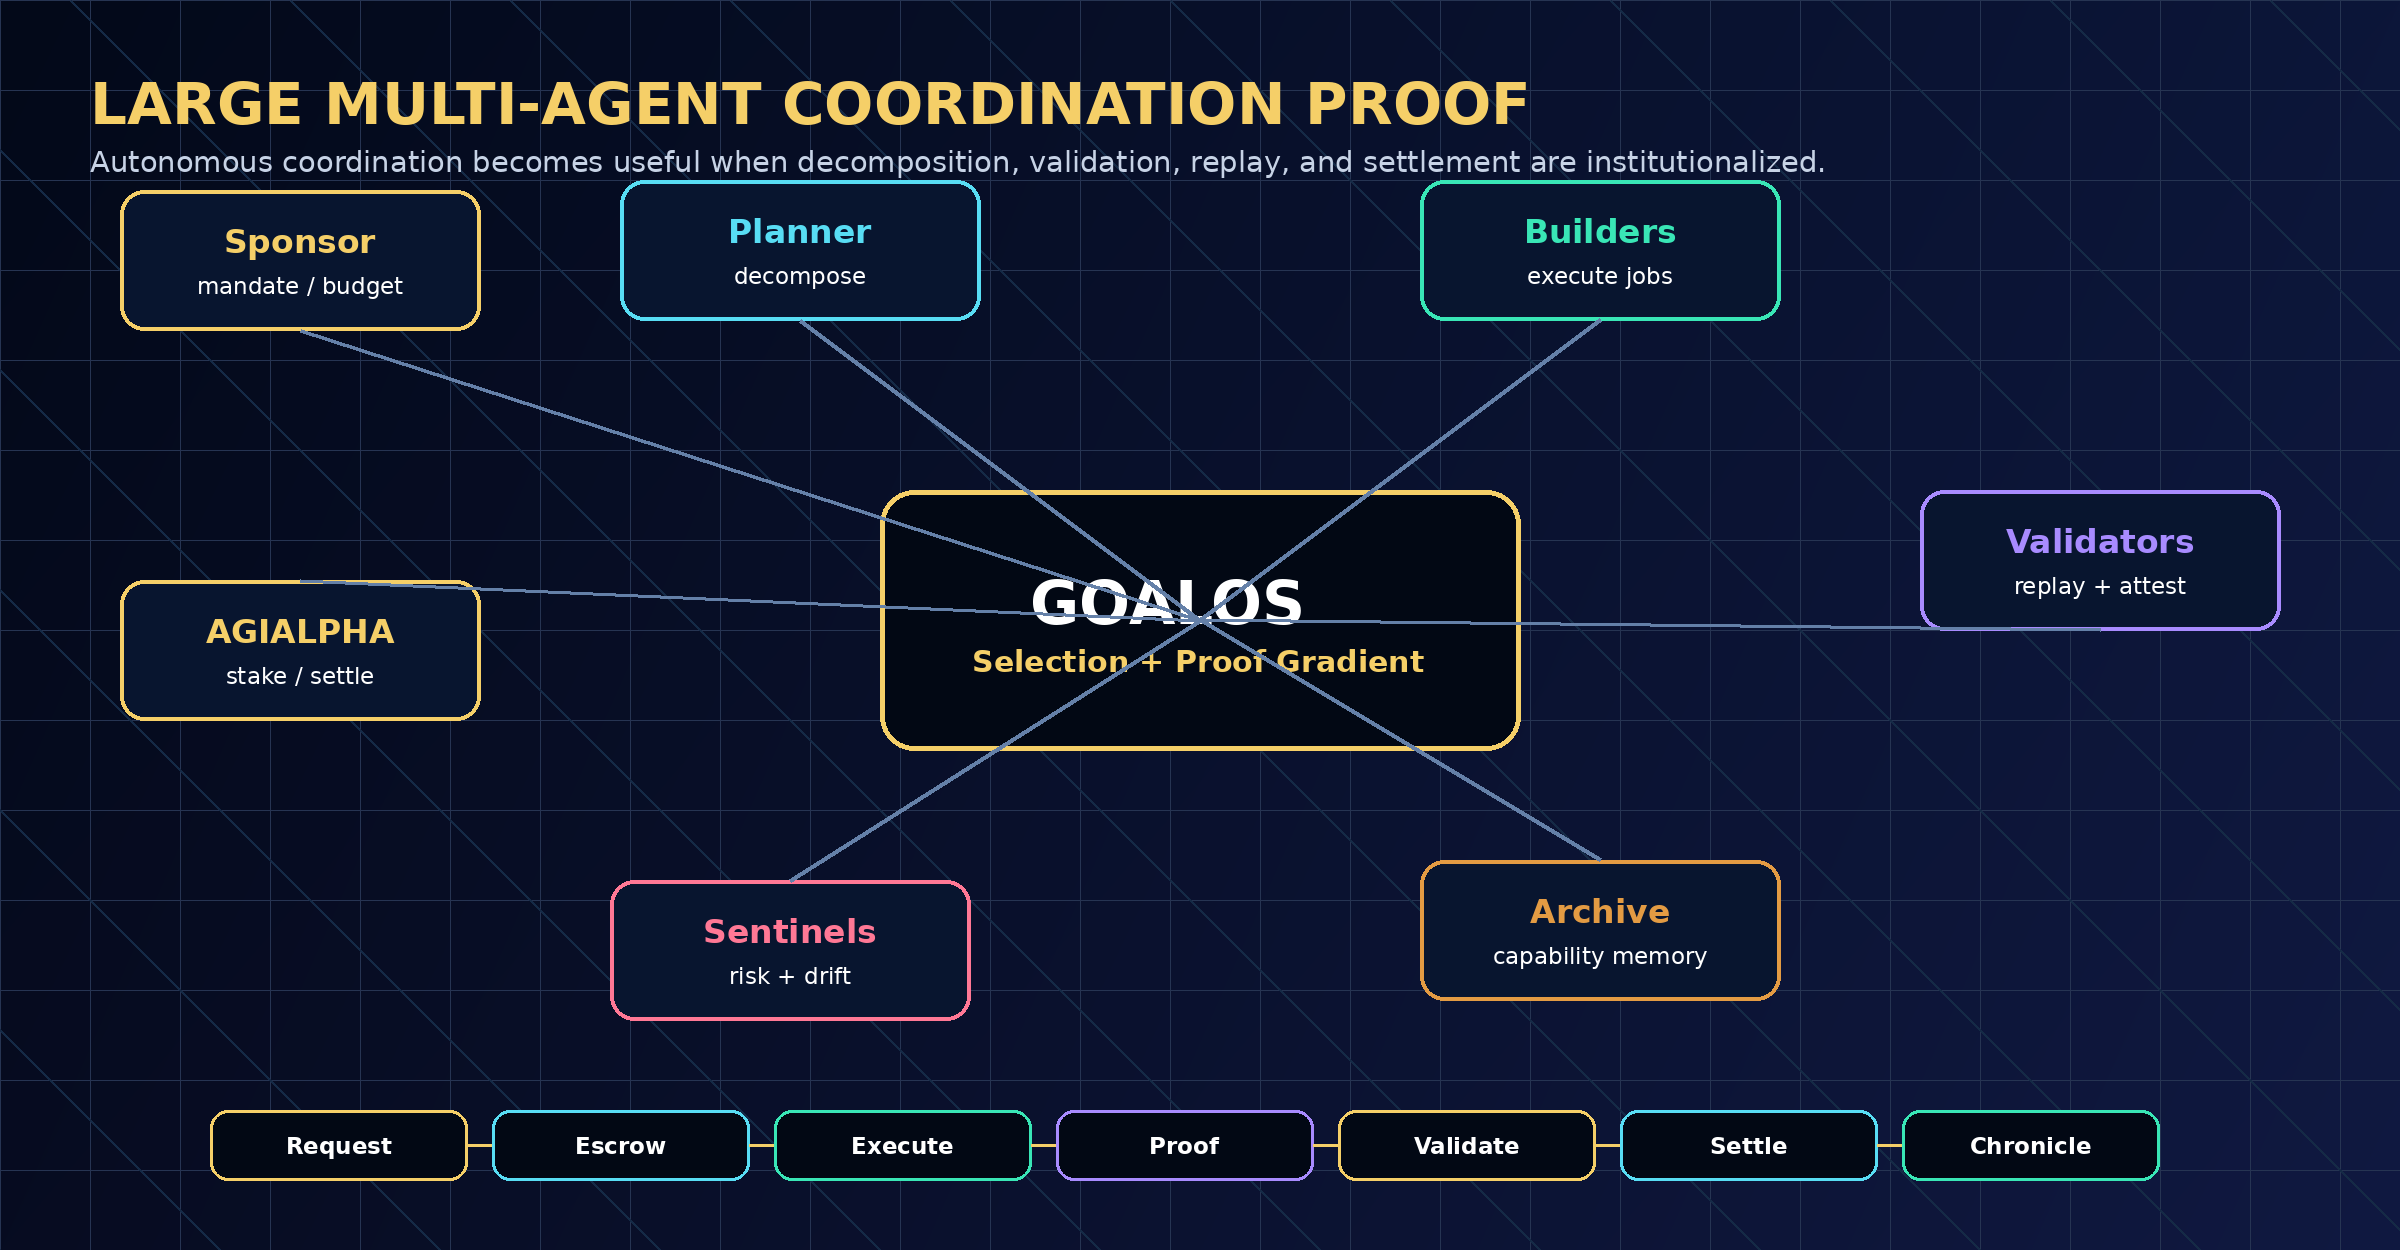 LARGE MULTI-AGENT COORDINATION PROOF
Autonomous coordination becomes useful when decomposition, validation, replay, and settlement are institutionalized.
Sponsor
mandate / budget
Planner
decompose
Builders
execute jobs
GOALOS
Selection + Proof Gradient
Validators
replay + attest
AGIALPHA
stake / settle
Sentinels
risk + drift
Archive
capability memory
Request
Escrow
Execute
Proof
Validate
Settle
Chronicle